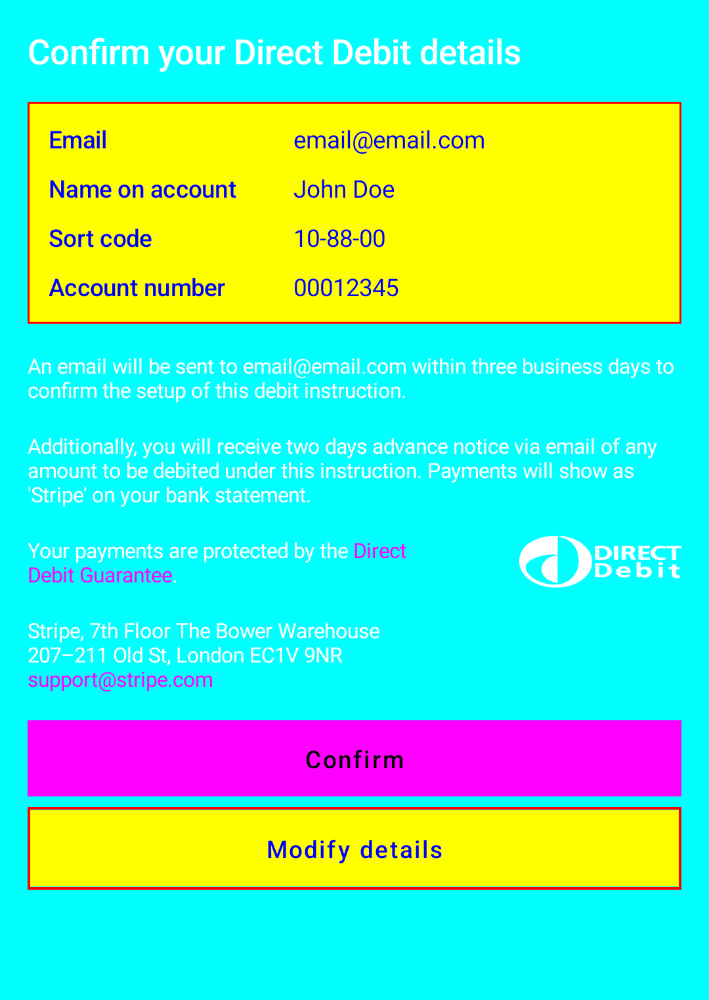 Confirm your Direct Debit details
Email email@email.com
Name on account John Doe
Sort code 10-88-00
Account number 00012345
An email will be sent to email@email.com within three business days to
confirm the setup of this debit instruction.
Additionally, you will receive two days advance notice via email of any
amount to be debited under this instruction. Payments will show as
'Stripe' on your bank statement.
Your payments are protected by the Direct
Debit Guarantee.
DIRECT
Debit
Stripe, 7th Floor The Bower Warehouse
207–211 Old St, London EC1V 9NR
support@stripe.com
Confirm
Modify details